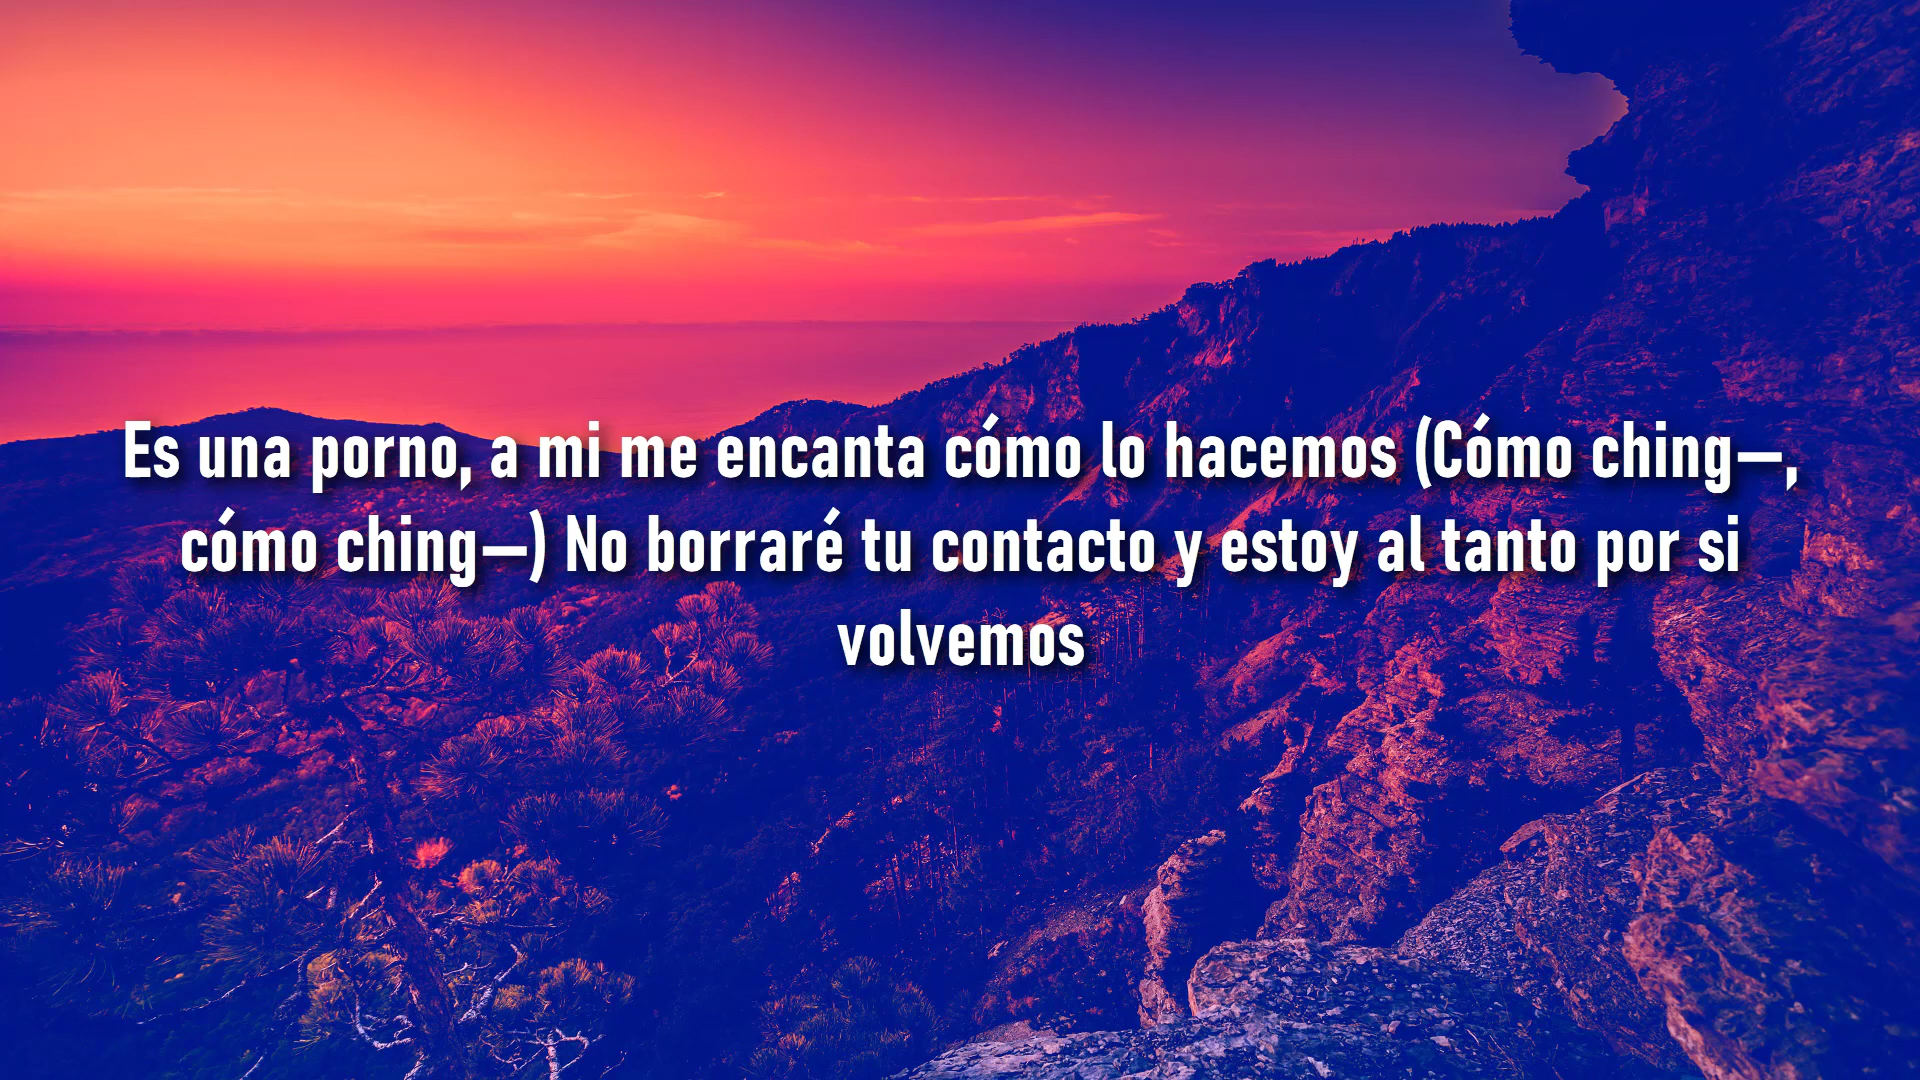 Es una porno, a mi me encanta cómo lo hacemos (Cómo ching—,
cómo ching—) No borraré tu contacto y estoy al tanto por si
volvemos